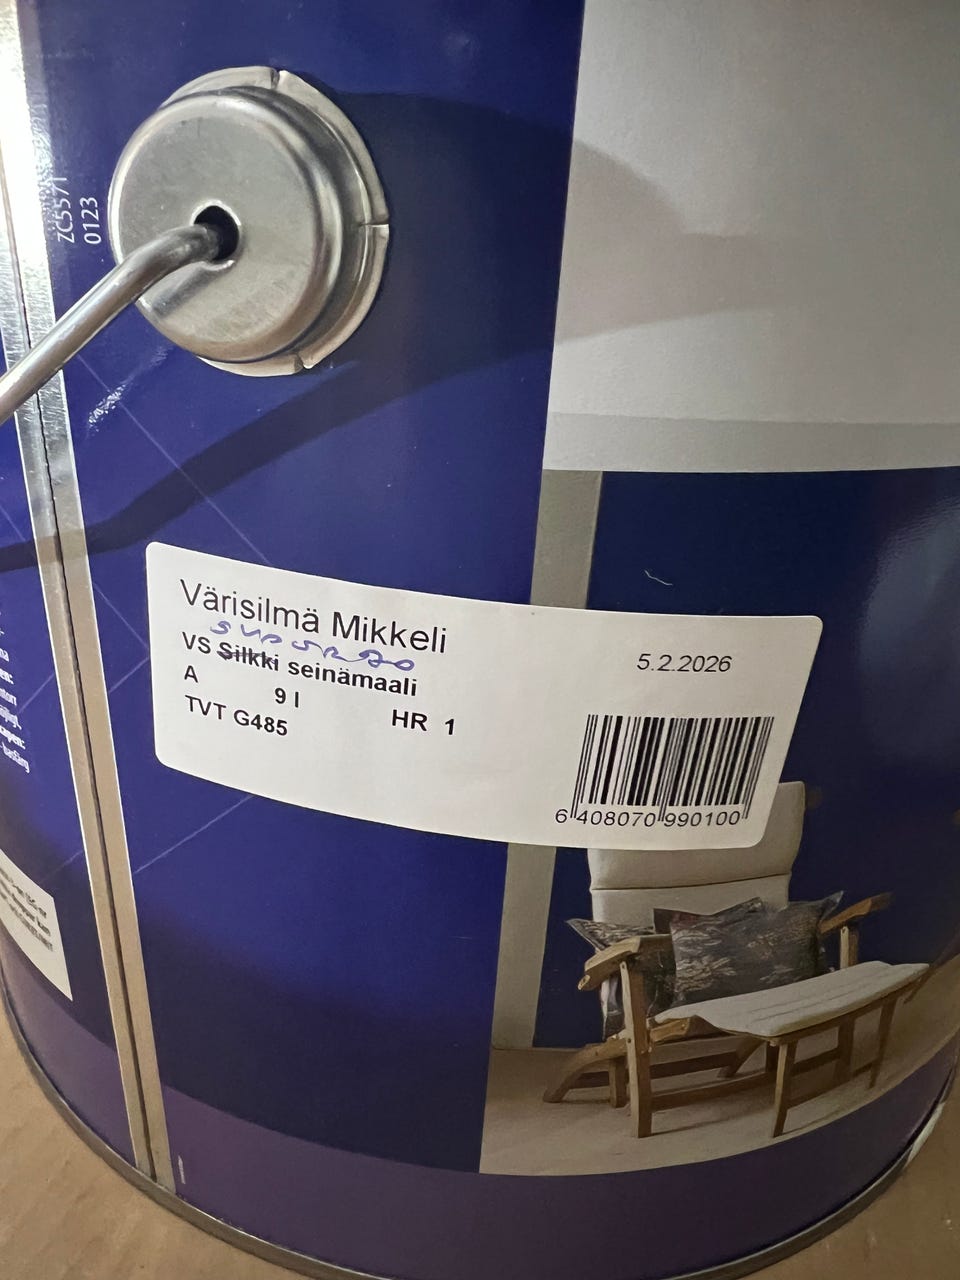 ZC5571
0123
Värisilmä Mikkeli
VS Silkki seinämaali
5.2.2026
A 9 l
TVT G485 HR 1
6 408070 990100